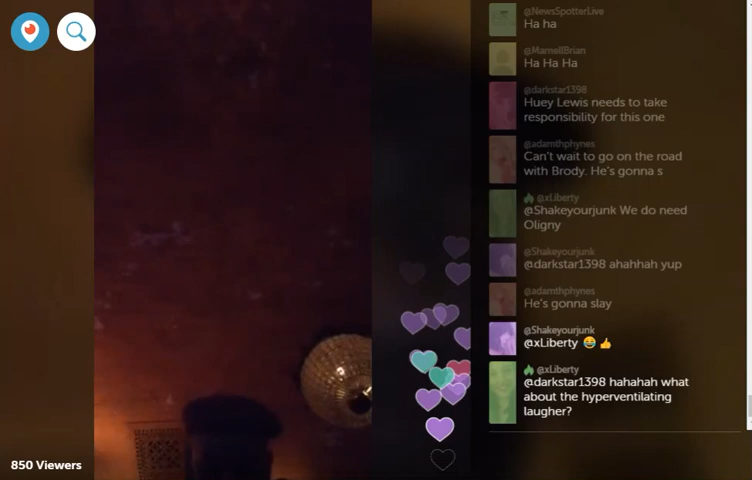 @NewsSpotterLive
Ha ha
@MarnellBrian
Ha Ha Ha
@darkstar1398
Huey Lewis needs to take
responsibility for this one
@adamthphynes
Can't wait to go on the road
with Brody. He's gonna s
@xLiberty
@Shakeyourjunk We do need
Oligny
@Shakeyourjunk
@darkstar1398 ahahhah yup
@adamthphynes
He's gonna slay
@Shakeyourjunk
@xLiberty 😂 👍
@xLiberty
@darkstar1398 hahahah what
about the hyperventilating
laugher?
850 Viewers